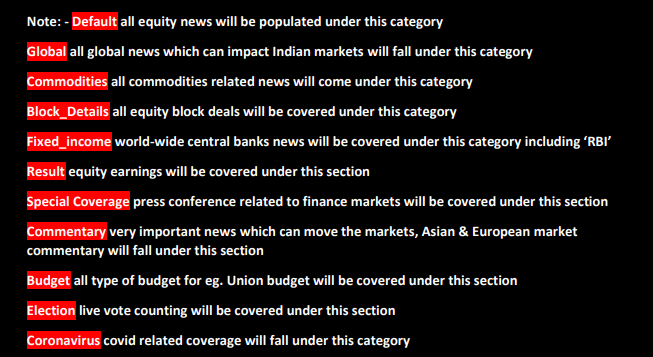 Note: - Default all equity news will be populated under this category
Global all global news which can impact Indian markets will fall under this category
Commodities all commodities related news will come under this category
Block_Details all equity block deals will be covered under this category
Fixed_income world-wide central banks news will be covered under this category including ‘RBI’
Result equity earnings will be covered under this section
Special Coverage press conference related to finance markets will be covered under this section
Commentary very important news which can move the markets, Asian & European market
commentary will fall under this section
Budget all type of budget for eg. Union budget will be covered under this section
Election live vote counting will be covered under this section
Coronavirus covid related coverage will fall under this category